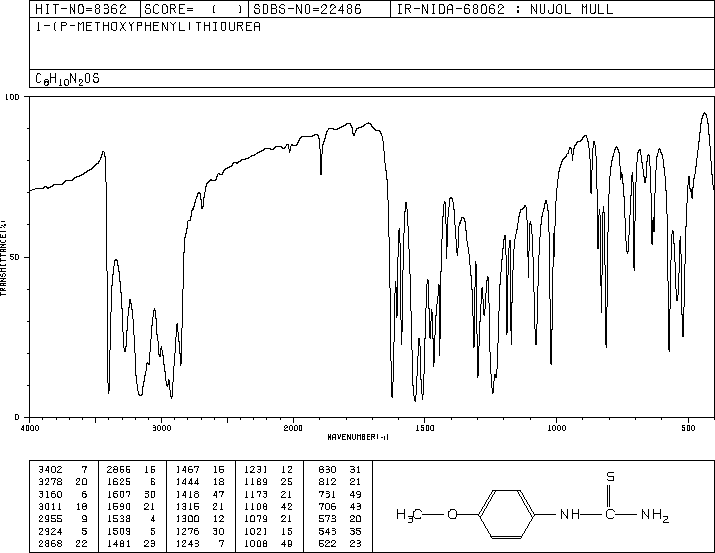 HIT-NO=8362 SCORE= ( ) SDBS-NO=22486 IR-NIDA-68062 : NUJOL MULL
1-(P-METHOXYPHENYL)THIOUREA
C8H10N2OS
100
50
0
TRANSMITTANCE(%)
4000 3000 2000 1500 1000 500
WAVENUMBER(-1)
3402 7 2866 16 1467 16 1231 12 830 31
3278 20 1625 6 1444 18 1189 25 812 21
3160 6 1607 30 1418 47 1173 21 731 49
3011 18 1590 21 1315 21 1108 42 706 43
2955 9 1538 4 1300 12 1079 21 573 20
2924 5 1509 5 1276 30 1021 15 543 35
2868 22 1481 23 1243 7 1008 49 522 23
S
H3C O NH NH2